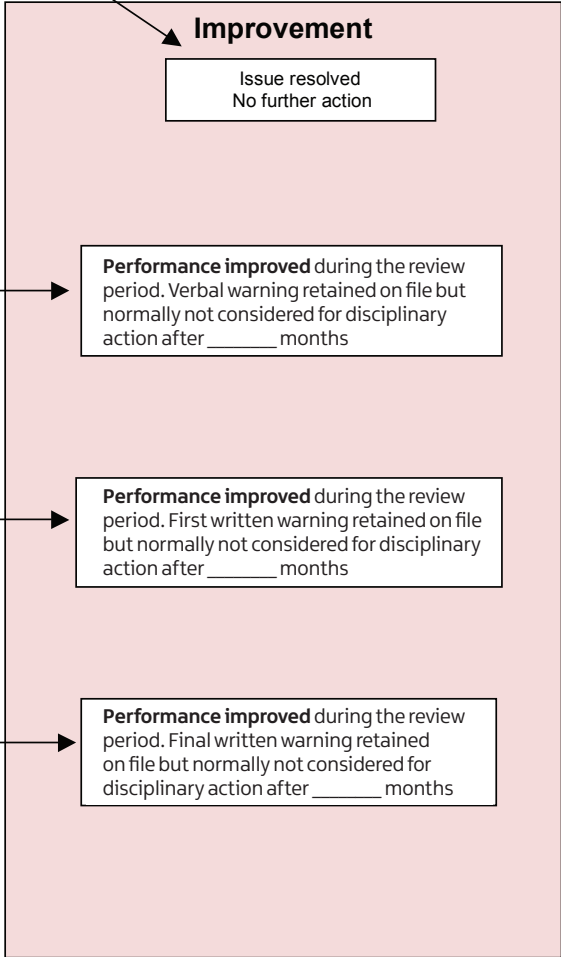 Improvement
Issue resolved
No further action
Performance improved during the review
period. Verbal warning retained on file but
normally not considered for disciplinary
action after _______ months
Performance improved during the review
period. First written warning retained on file
but normally not considered for disciplinary
action after _______ months
Performance improved during the review
period. Final written warning retained
on file but normally not considered for
disciplinary action after _______ months